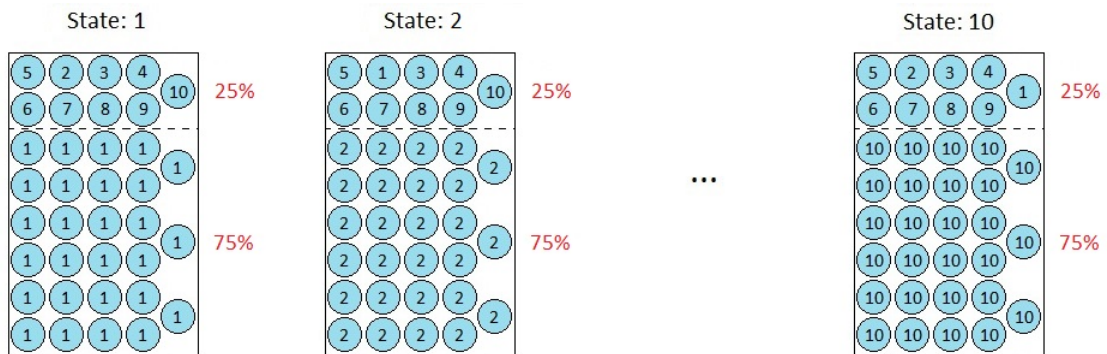 State: 1 State: 2 State: 10
5 2 3 4 10 25% 5 1 3 4 10 25% 5 2 3 4 1 25%
6 7 8 9 6 7 8 9 6 7 8 9
1 1 1 1 1 2 2 2 2 2 10 10 10 10 10
1 1 1 1 2 2 2 2 ... 10 10 10 10
1 1 1 1 1 75% 2 2 2 2 2 75% 10 10 10 10 10 75%
1 1 1 1 2 2 2 2 10 10 10 10
1 1 1 1 1 2 2 2 2 2 10 10 10 10 10
1 1 1 1 2 2 2 2 10 10 10 10